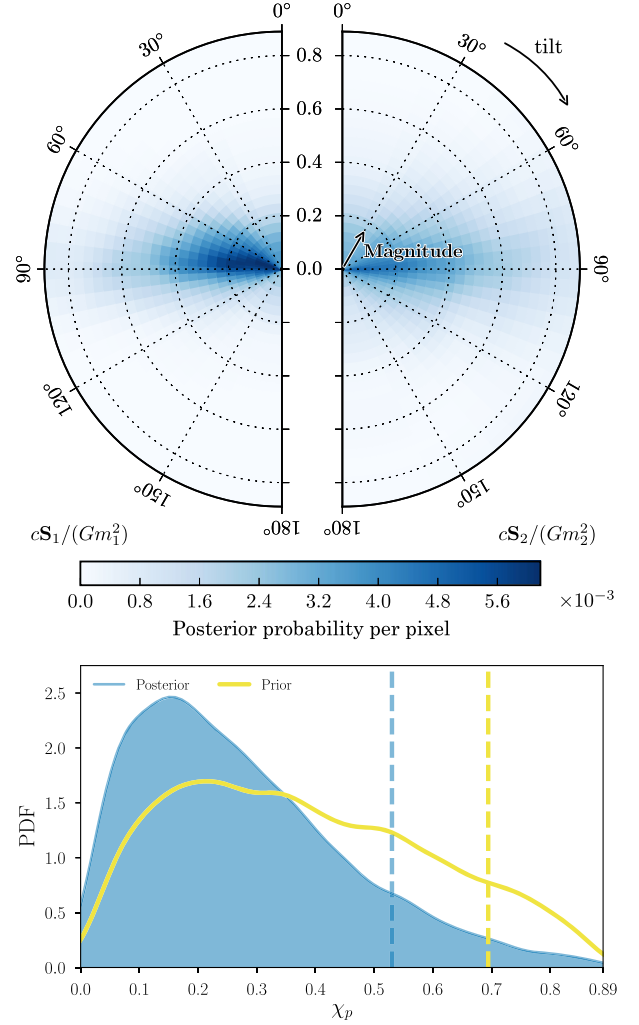 0° 0°
30° 30° tilt
0.8
60° 0.6 60°
0.4
0.2
Magnitude
90° 0.0 90°
120° 120°
150° 150°
180° 180°
cS₁/(Gm₁²) cS₂/(Gm₂²)
0.0 0.8 1.6 2.4 3.2 4.0 4.8 5.6 ×10⁻³
Posterior probability per pixel
Posterior Prior
2.5
2.0
1.5
1.0
0.5
0.0
PDF
0.0 0.1 0.2 0.3 0.4 0.5 0.6 0.7 0.8 0.89
χₚ